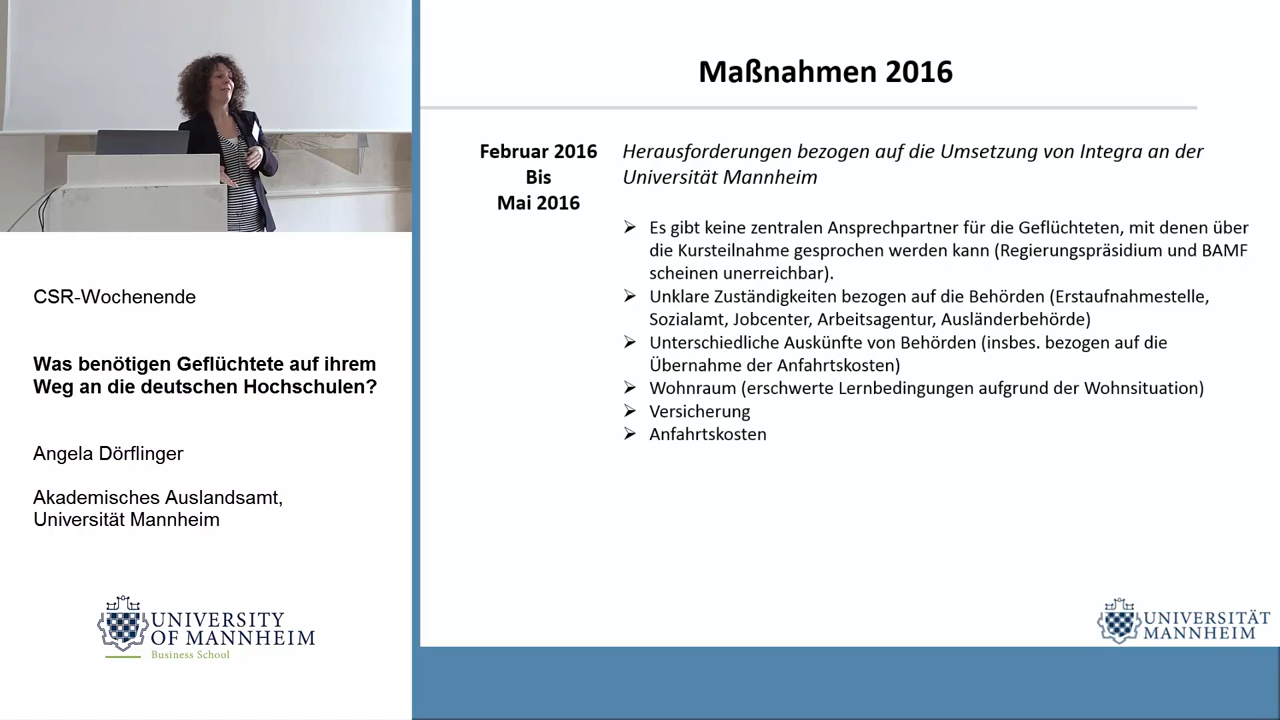 CSR-Wochenende
Was benötigen Geflüchtete auf ihrem
Weg an die deutschen Hochschulen?
Angela Dörflinger
Akademisches Auslandsamt,
Universität Mannheim
UNIVERSITY
OF MANNHEIM
Business School
Maßnahmen 2016
Februar 2016
Bis
Mai 2016
Herausforderungen bezogen auf die Umsetzung von Integra an der
Universität Mannheim
➢ Es gibt keine zentralen Ansprechpartner für die Geflüchteten, mit denen über
die Kursteilnahme gesprochen werden kann (Regierungspräsidium und BAMF
scheinen unerreichbar).
➢ Unklare Zuständigkeiten bezogen auf die Behörden (Erstaufnahmestelle,
Sozialamt, Jobcenter, Arbeitsagentur, Ausländerbehörde)
➢ Unterschiedliche Auskünfte von Behörden (insbes. bezogen auf die
Übernahme der Anfahrtskosten)
➢ Wohnraum (erschwerte Lernbedingungen aufgrund der Wohnsituation)
➢ Versicherung
➢ Anfahrtskosten
UNIVERSITÄT
MANNHEIM